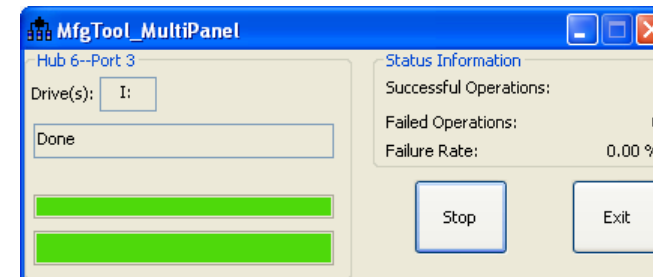 MfgTool_MultiPanel
Hub 6--Port 3
Drive(s): I:
Done
Status Information
Successful Operations:
Failed Operations:
Failure Rate: 0.00 %
Stop
Exit